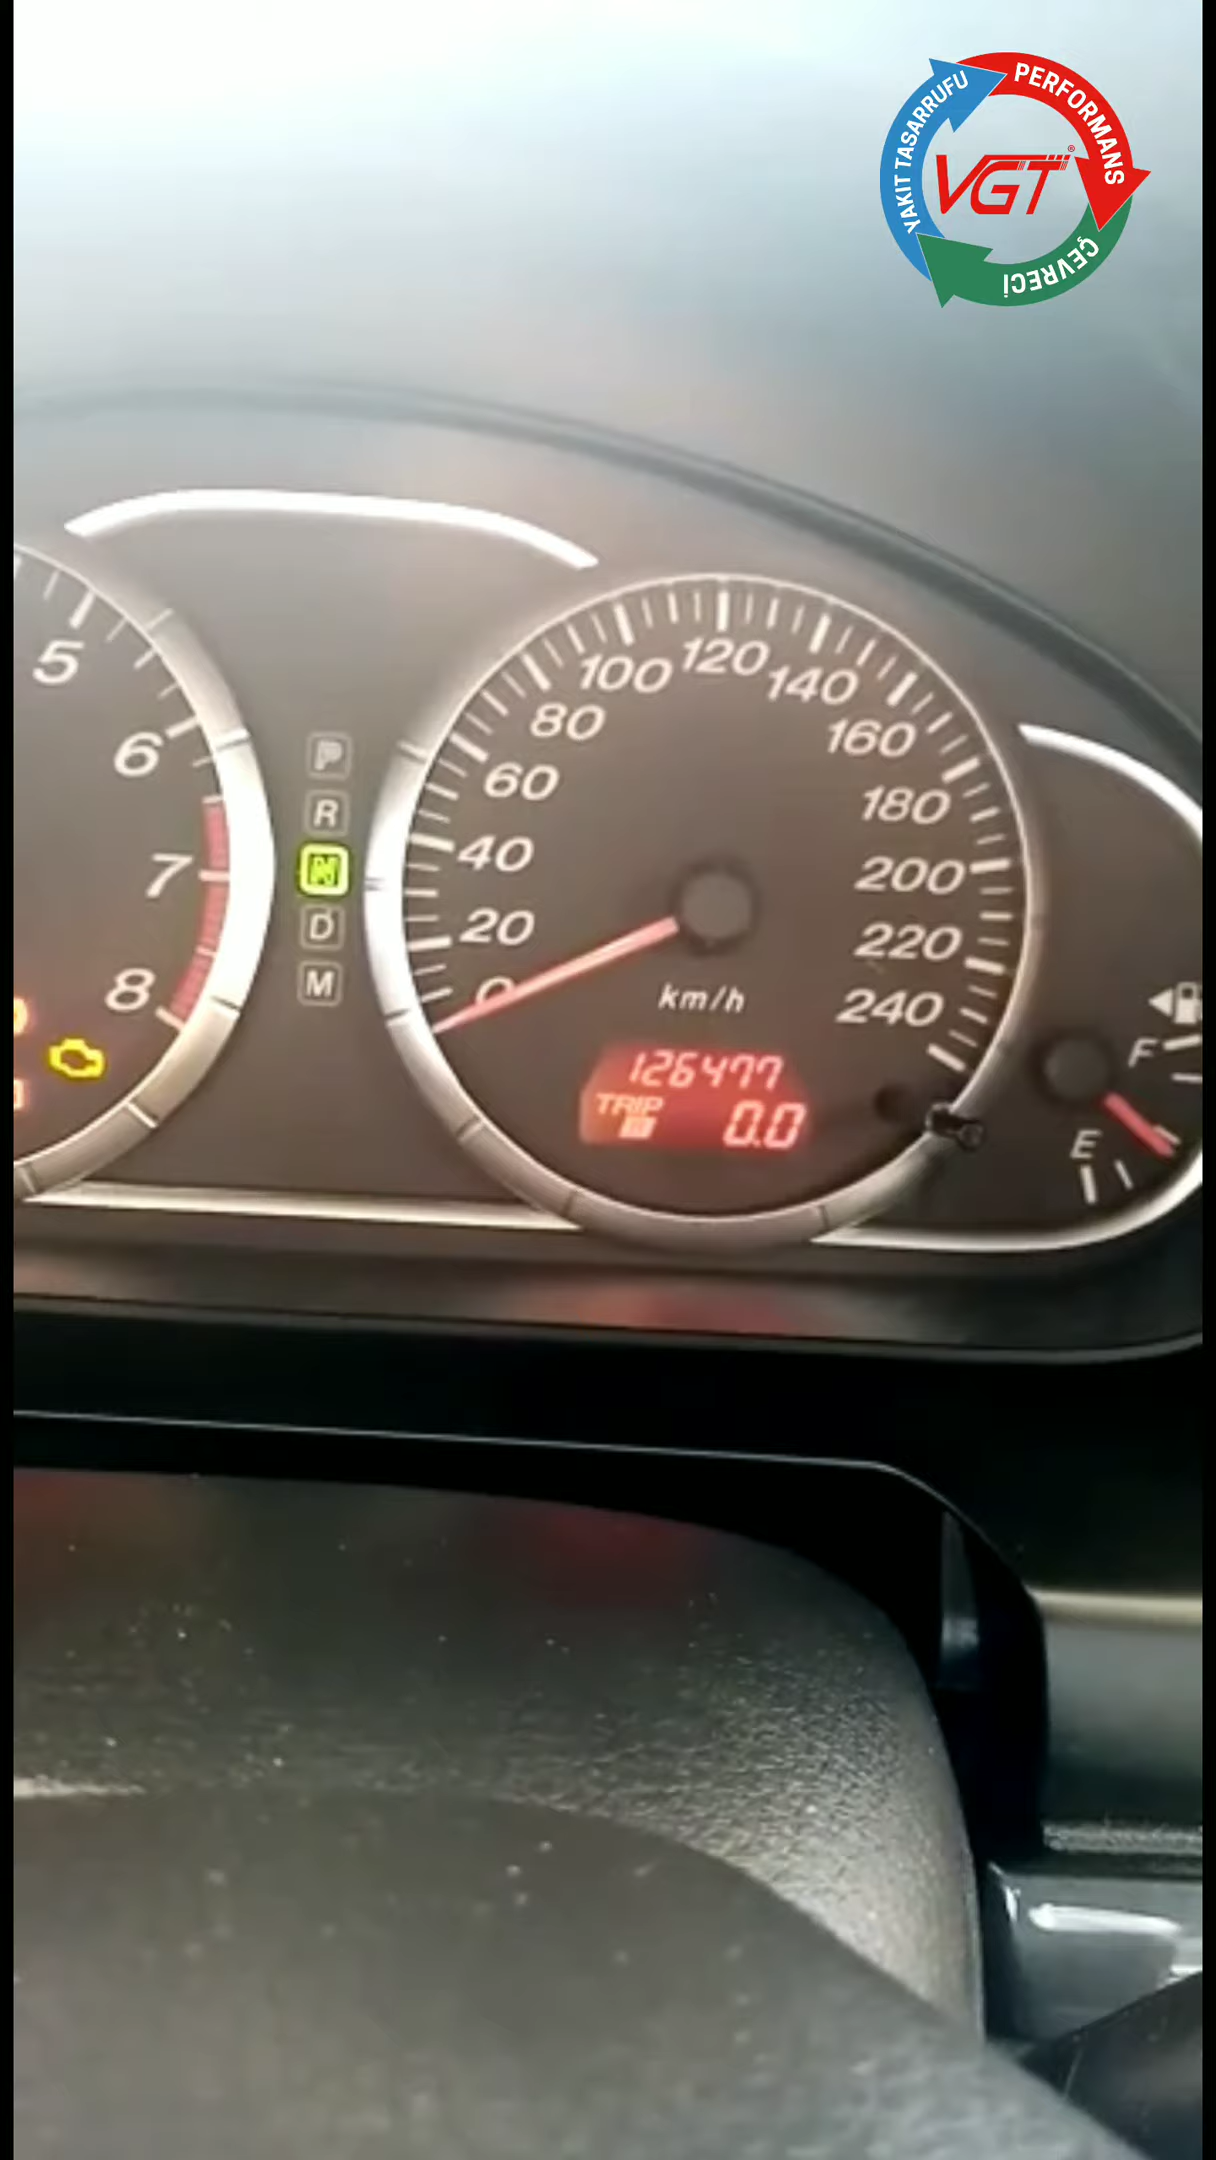 YAKIT TASARRUFU
PERFORMANS
ÇEVRECİ
VGT®
5
6
7
8
P
R
N
D
M
0
20
40
60
80
100
120
140
160
180
200
220
240
km/h
126477
TRIP
0.0
F
E